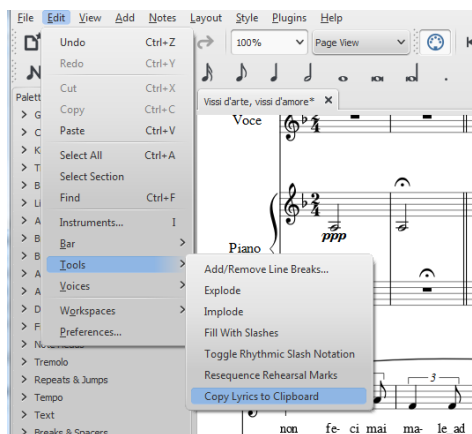 File Edit View Add Notes Layout Style Plugins Help
Undo Ctrl+Z
100% Page View
Redo Ctrl+Y
Cut Ctrl+X
Palett
Vissi d'arte, vissi d'amore*
Copy Ctrl+C
Voce
Paste Ctrl+V
Select All Ctrl+A
Select Section
Find Ctrl+F
Instruments... I
ppp
Bar
Piano
Tools
Add/Remove Line Breaks...
Voices
Explode
Workspaces
Implode
Preferences...
Fill With Slashes
Toggle Rhythmic Slash Notation
Tremolo
Resequence Rehearsal Marks
Repeats & Jumps
3
Tempo
Copy Lyrics to Clipboard
Text
Breaks & Spacers
non fe- ci mai ma- le ad